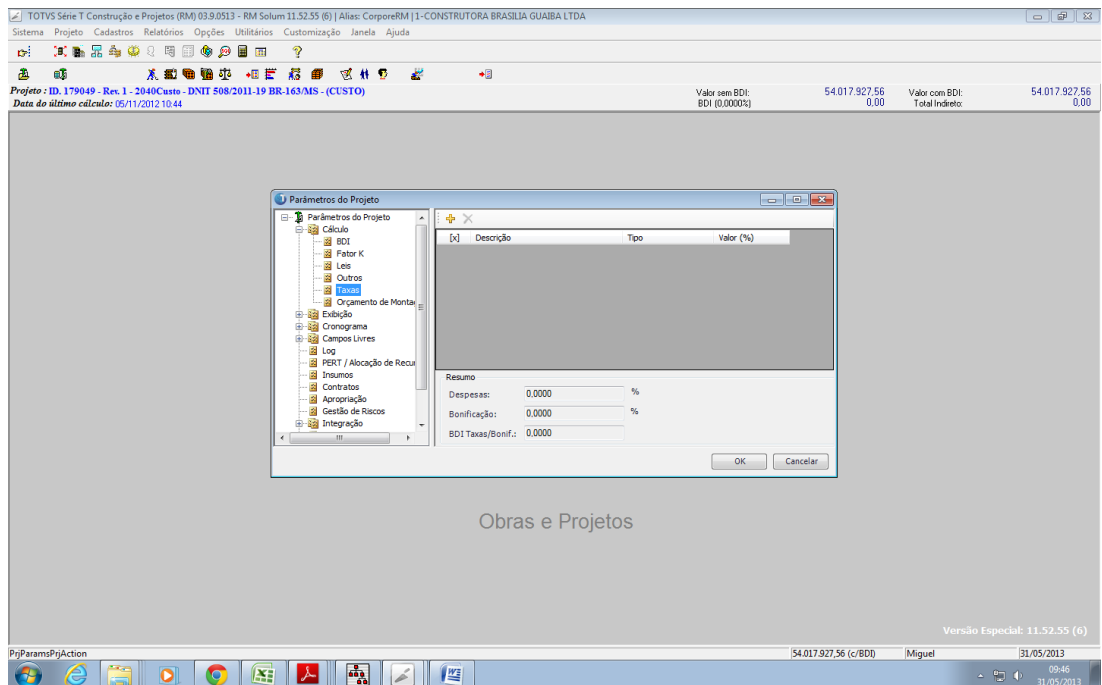 TOTVS Série T Construção e Projetos (RM) 03.9.0513 - RM Solum 11.52.55 (6) | Alias: CorporeRM | 1-CONSTRUTORA BRASILIA GUAIBA LTDA
Sistema Projeto Cadastros Relatórios Opções Utilitários Customização Janela Ajuda
Projeto : ID. 179049 - Rev. 1 - 2040Custo - DNIT 508/2011-19 BR-163/MS - (CUSTO) Valor sem BDI: 54.017.927,56 Valor com BDI: 54.017.927,56
Data do último cálculo: 05/11/2012 10:44 BDI (0,0000%) 0,00 Total Indireto: 0,00
Parâmetros do Projeto
Parâmetros do Projeto
Cálculo
BDI
Fator K
Leis
Outros
Taxas
Orçamento de Montag
Exibição
Cronograma
Campos Livres
Log
PERT / Alocação de Recur
Insumos
Contratos
Apropriação
Gestão de Riscos
Integração
[x] Descrição Tipo Valor (%)
Resumo
Despesas: 0,0000 %
Bonificação: 0,0000 %
BDI Taxas/Bonif.: 0,0000
OK Cancelar
Obras e Projetos
Versão Especial: 11.52.55 (6)
PrjParamsPrjAction 54.017.927,56 (c/BDI) Miguel 31/05/2013
09:46
31/05/2013